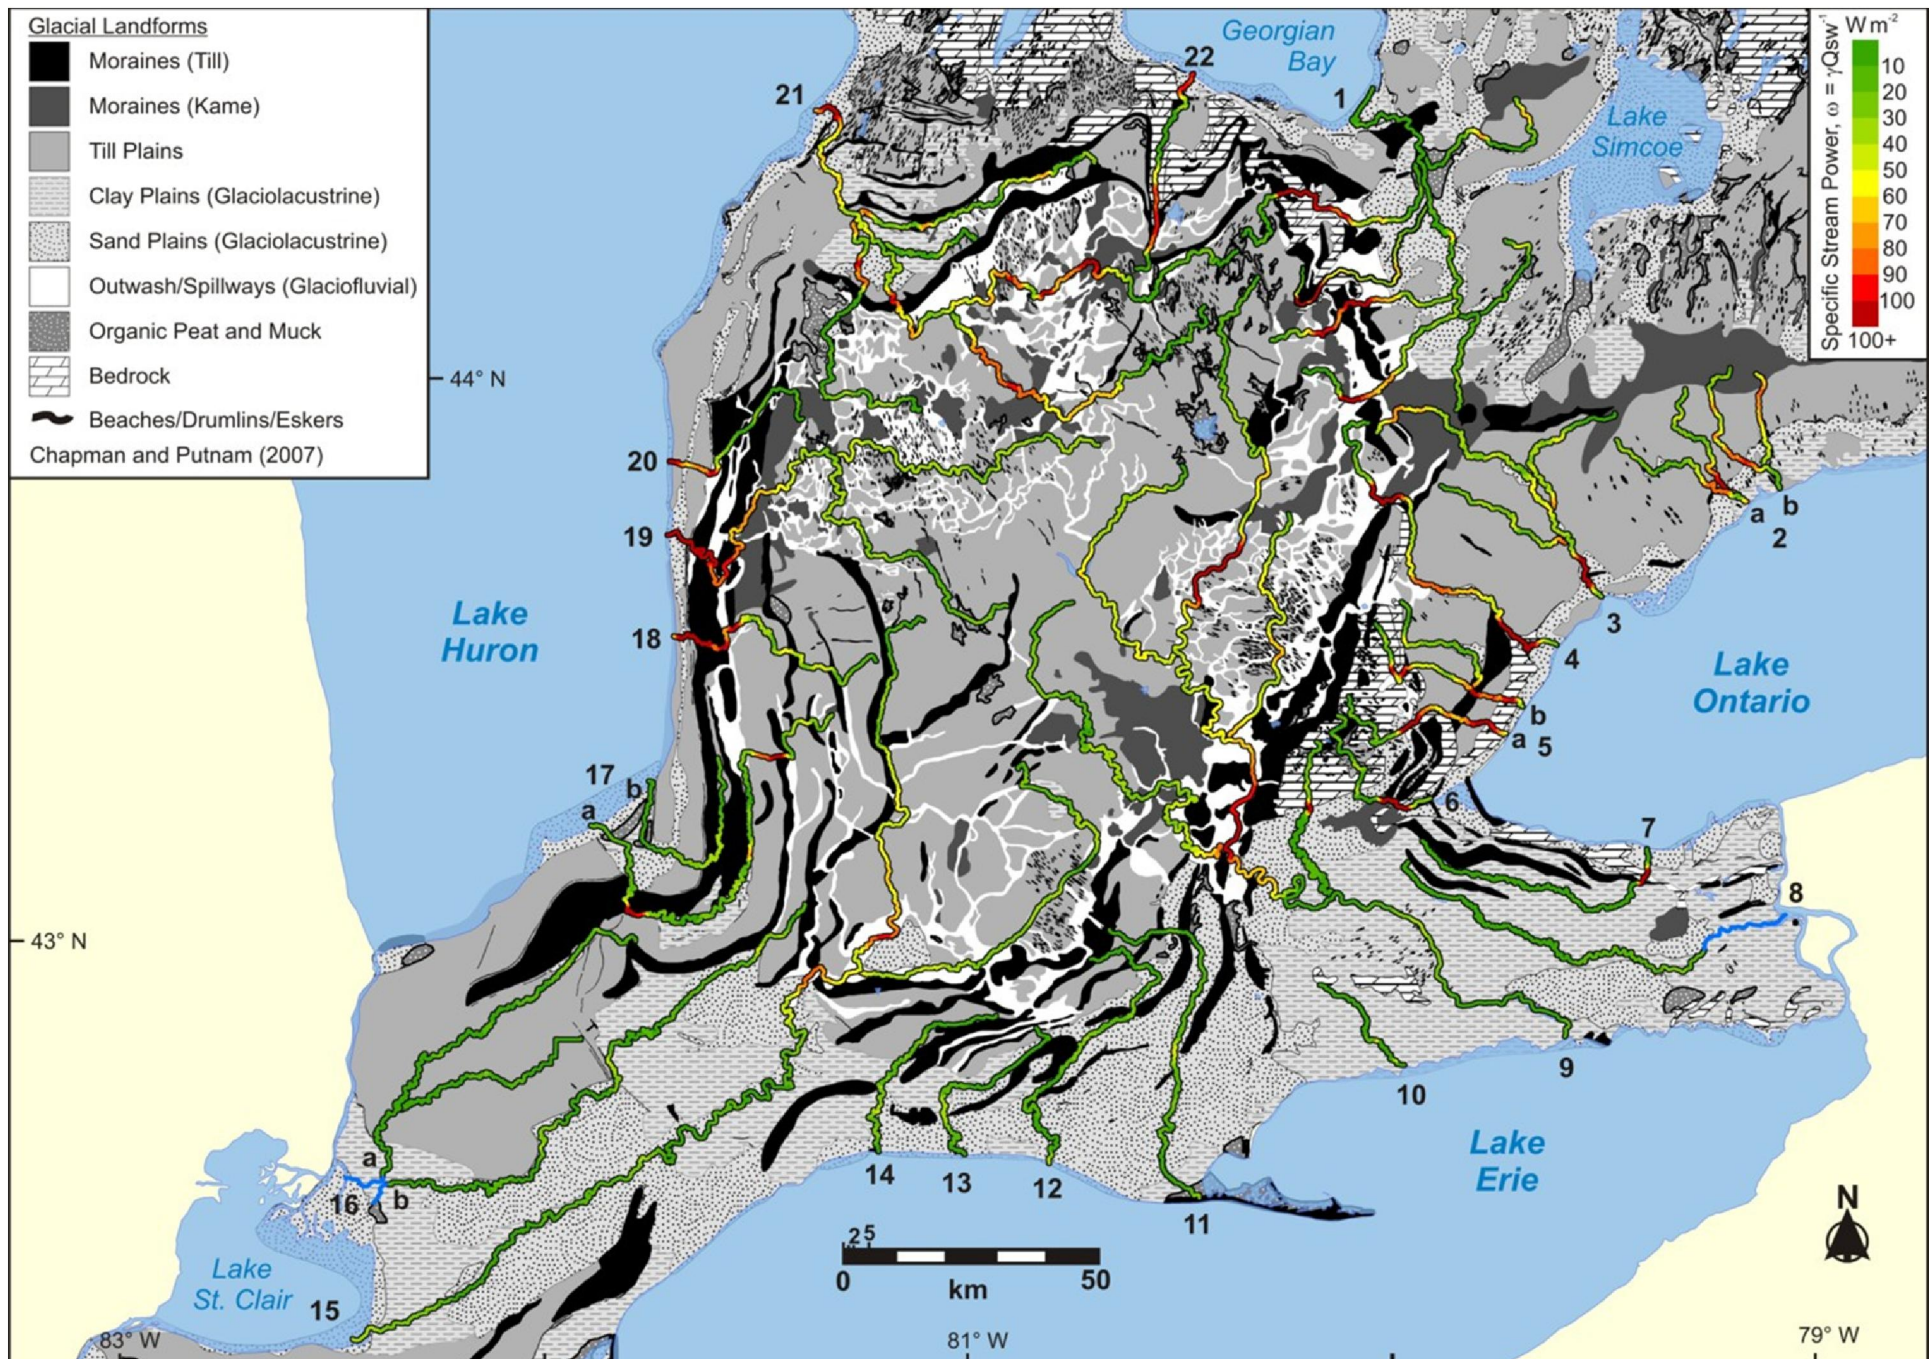 Glacial Landforms
Moraines (Till)
Moraines (Kame)
Till Plains
Clay Plains (Glaciolacustrine)
Sand Plains (Glaciolacustrine)
Outwash/Spillways (Glaciofluvial)
Organic Peat and Muck
Bedrock
Beaches/Drumlins/Eskers
Chapman and Putnam (2007)
Georgian
Bay
Lake
Simcoe
W m⁻²
10
20
30
40
50
60
70
80
90
100
100+
Specific Stream Power, ω = γQsw⁻¹
22
21
1
44° N
20
19
18
Lake
Huron
a
b
2
3
4
Lake
Ontario
b
a
5
17
b
a
6
7
8
43° N
9
10
Lake
Erie
a
16
b
14
13
12
11
Lake
St. Clair
15
2.5
0
50
km
N
83° W
81° W
79° W